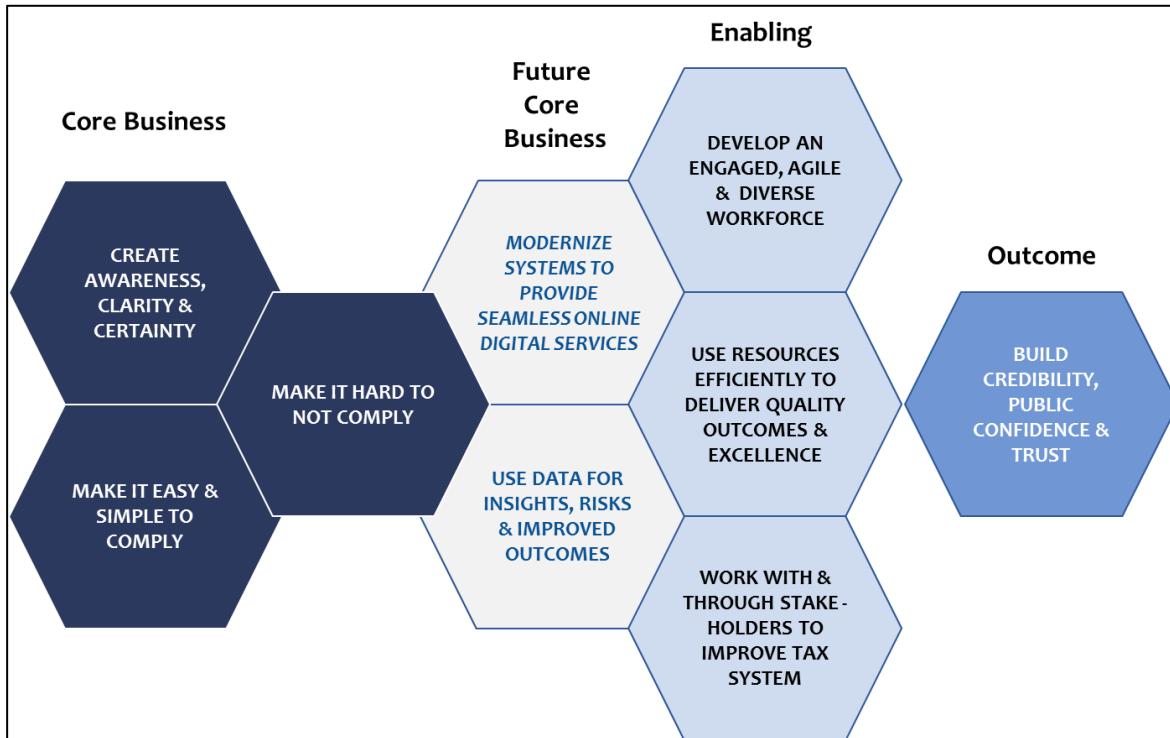 Core Business
CREATE
AWARENESS,
CLARITY &
CERTAINTY
MAKE IT EASY &
SIMPLE TO
COMPLY
MAKE IT HARD TO
NOT COMPLY
Future
Core
Business
MODERNIZE
SYSTEMS TO
PROVIDE
SEAMLESS ONLINE
DIGITAL SERVICES
USE DATA FOR
INSIGHTS, RISKS
& IMPROVED
OUTCOMES
Enabling
DEVELOP AN
ENGAGED, AGILE
& DIVERSE
WORKFORCE
USE RESOURCES
EFFICIENTLY TO
DELIVER QUALITY
OUTCOMES &
EXCELLENCE
WORK WITH &
THROUGH STAKE -
HOLDERS TO
IMPROVE TAX
SYSTEM
Outcome
BUILD
CREDIBILITY,
PUBLIC
CONFIDENCE &
TRUST